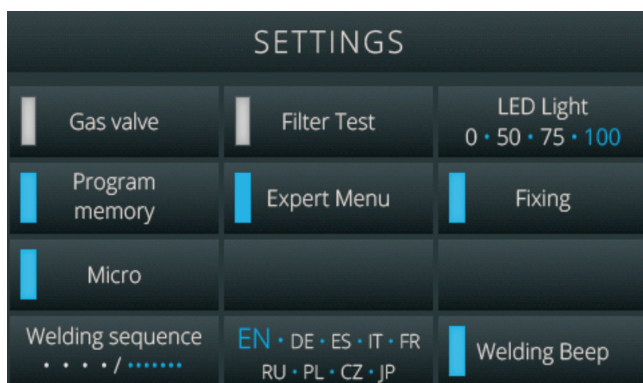 SETTINGS
Gas valve
Filter Test
LED Light
0 • 50 • 75 • 100
Program
memory
Expert Menu
Fixing
Micro
Welding sequence
• • • • / •••••••
EN • DE • ES • IT • FR
RU • PL • CZ • JP
Welding Beep